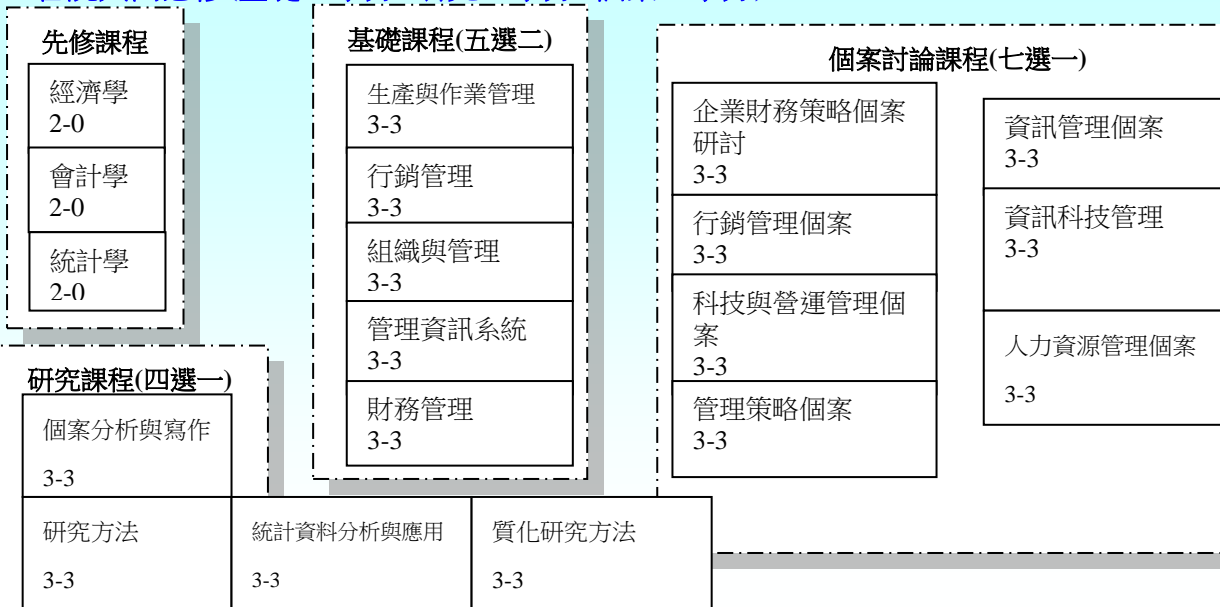 先修課程
經濟學
2-0
會計學
2-0
統計學
2-0
基礎課程(五選二)
生產與作業管理
3-3
行銷管理
3-3
組織與管理
3-3
管理資訊系統
3-3
財務管理
3-3
個案討論課程(七選一)
企業財務策略個案
研討
3-3
行銷管理個案
3-3
科技與營運管理個
案
3-3
管理策略個案
3-3
資訊管理個案
3-3
資訊科技管理
3-3
人力資源管理個案
3-3
研究課程(四選一)
個案分析與寫作
3-3
研究方法
3-3
統計資料分析與應用
3-3
質化研究方法
3-3